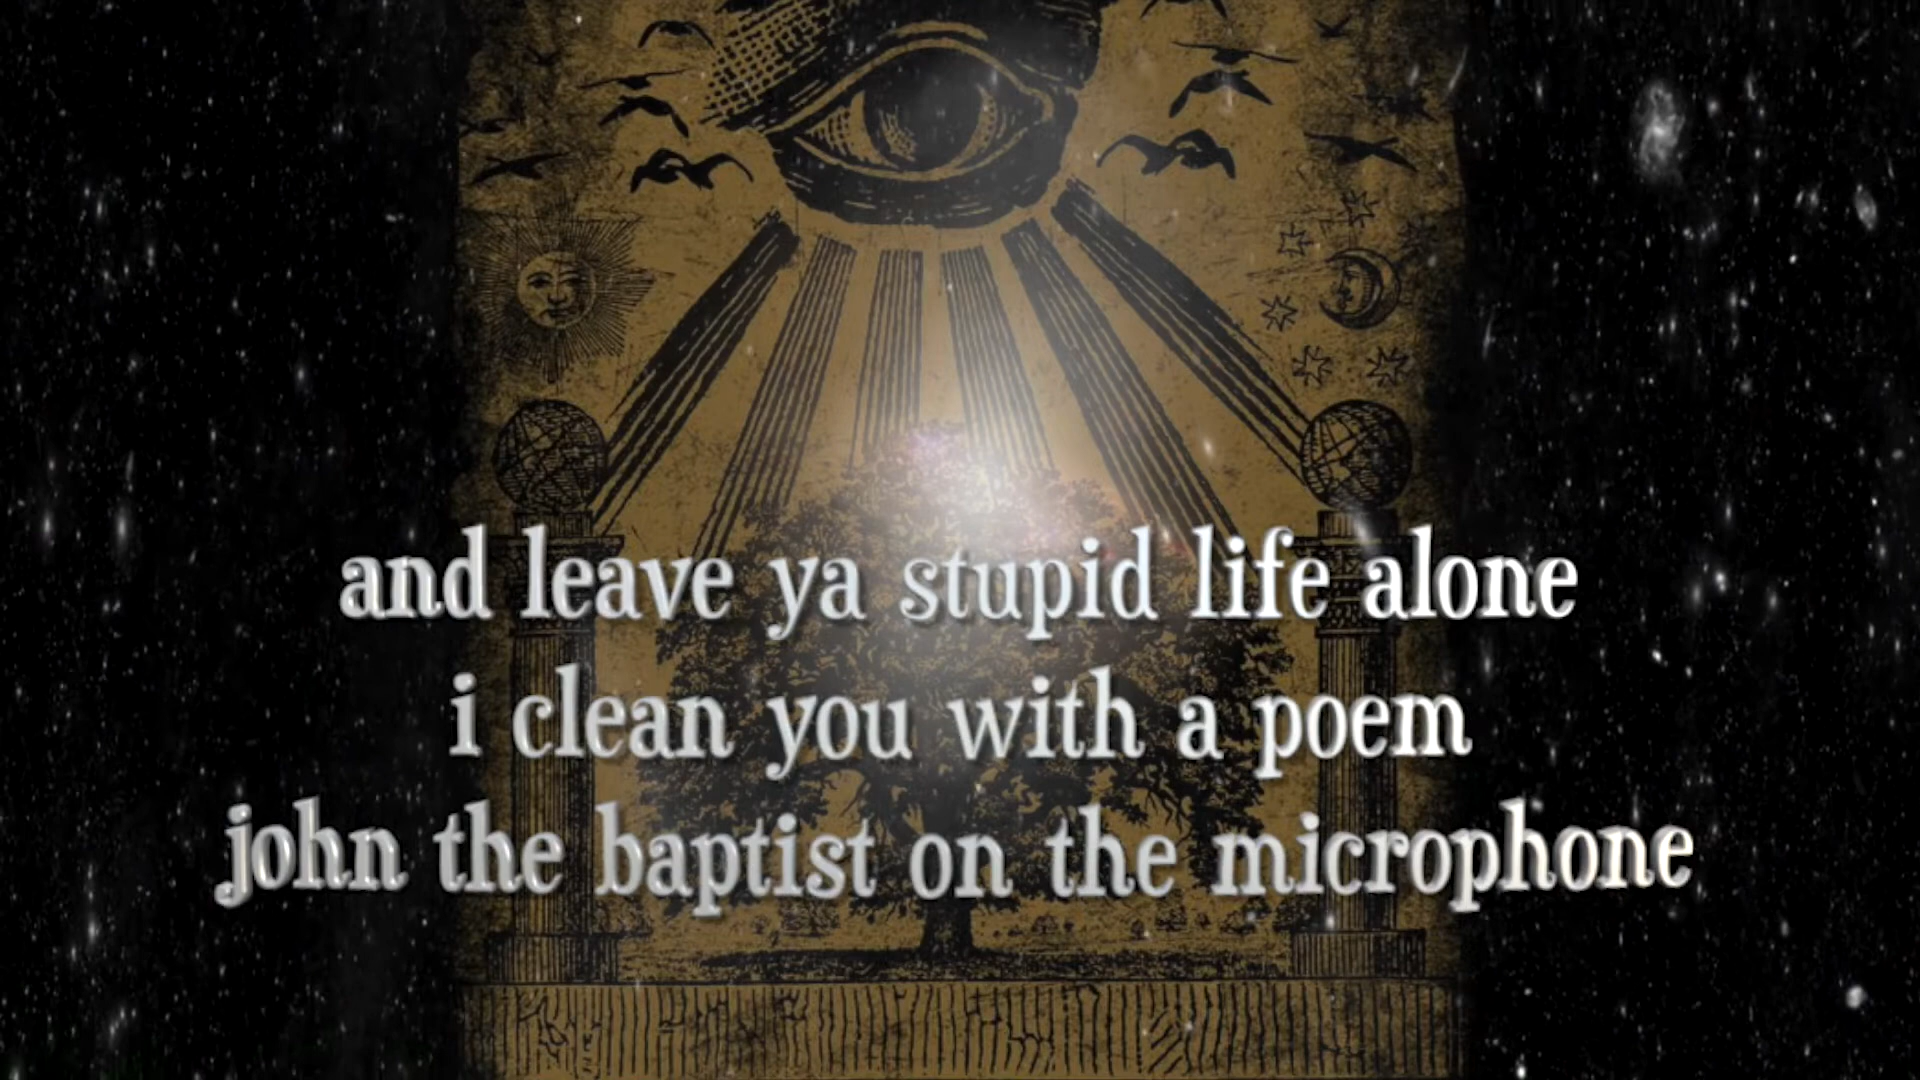 and leave ya stupid life alone
i clean you with a poem
john the baptist on the microphone